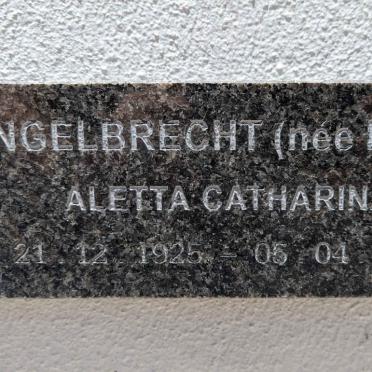 NGELBRECHT (née
ALETTA CATHARIN
21 . 12 . 1925 - 05 . 04 .